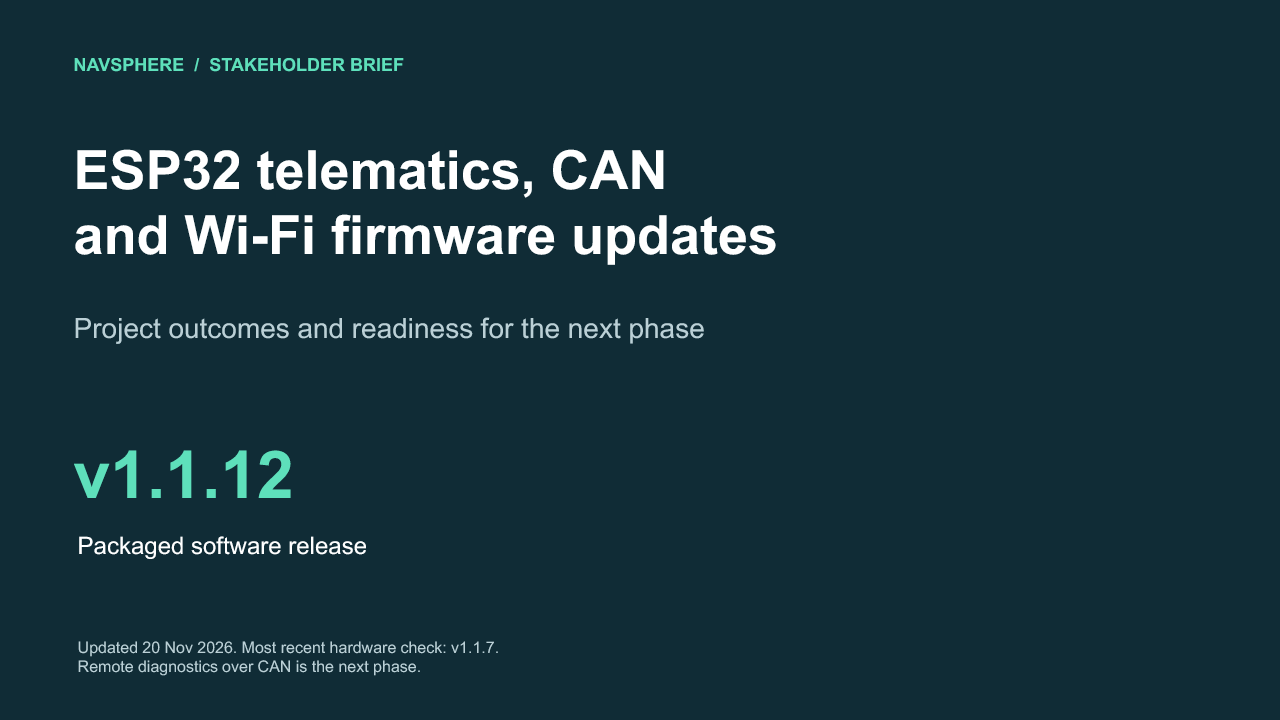 NAVSPHERE / STAKEHOLDER BRIEF
ESP32 telematics, CAN
and Wi-Fi firmware updates
Project outcomes and readiness for the next phase
v1.1.12
Packaged software release
Updated 20 Nov 2026. Most recent hardware check: v1.1.7.
Remote diagnostics over CAN is the next phase.